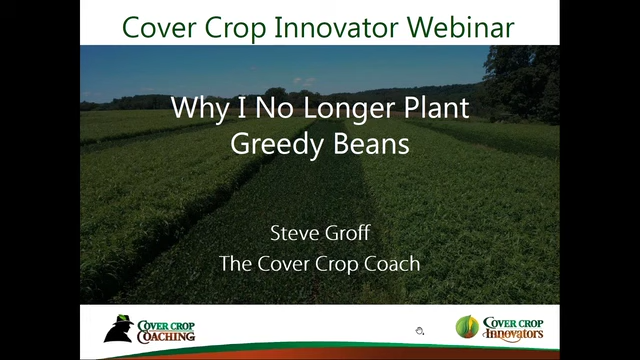 Cover Crop Innovator Webinar
Why I No Longer Plant
Greedy Beans
Steve Groff
The Cover Crop Coach
COVER CROP
COACHING
COVER CROP
INNOVATORS